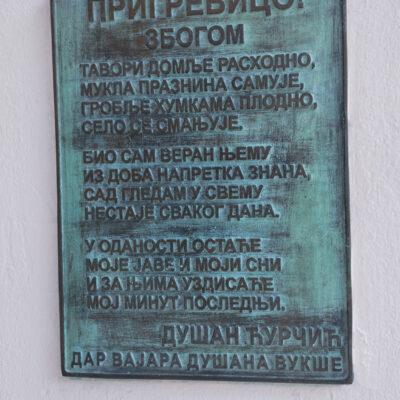 ПРИГРЕВИЦО!
ЗБОГОМ
ТАВОРИ ДОМЉЕ РАСХОДНО,
МУКЛА ПРАЗНИНА САМУЈЕ,
ГРОБЉЕ ХУМКАМА ПЛОДНО,
СЕЛО СЕ СМАЊУЈЕ.
БИО САМ ВЕРАН ЊЕМУ
ИЗ ДОБА НАПРЕТКА ЗНАНА,
САД ГЛЕДАМ У СВЕМУ
НЕСТАЈЕ СВАКОГ ДАНА.
У ОДАНОСТИ ОСТАЋЕ
МОЈЕ ЈАВЕ И МОЈИ СНИ
И ЗА ЊИМА УЗДИСАЋЕ
МОЈ МИНУТ ПОСЛЕДЊИ.
ДУШАН ЋУРЧИЋ
ДАР ВАЈАРА ДУШАНА ВУКШЕ